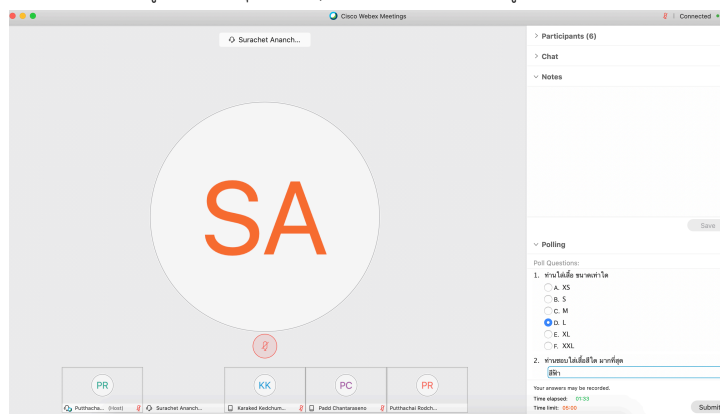 Cisco Webex Meetings
Connected
Surachet Ananch...
SA
PR
Putthacha... (Host)
Surachet Ananch...
KK
Karaked Kedchum...
PC
Padd Chantaraseno
PR
Putthachai Rodch...
Participants (6)
Chat
Notes
Save
Polling
Poll Questions:
1. ท่านใส่เสื้อ ขนาดเท่าใด
A. XS
B. S
C. M
D. L
E. XL
F. XXL
2. ท่านชอบใส่เสื้อสีใด มากที่สุด
สีฟ้า
Your answers may be recorded.
Time elapsed: 01:33
Time limit: 05:00
Submit